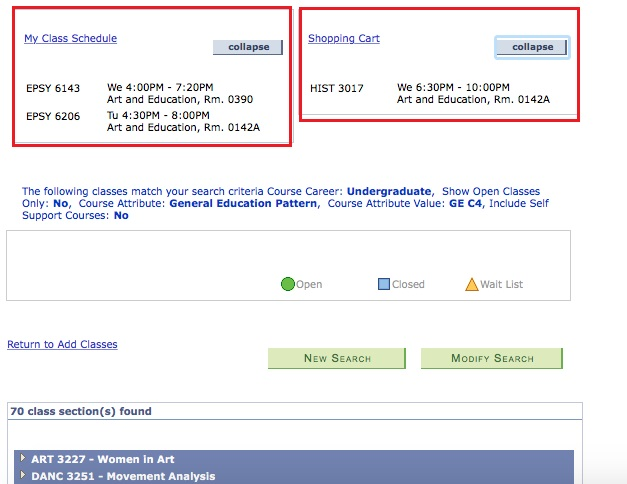 My Class Schedule
collapse
EPSY 6143 We 4:00PM - 7:20PM
Art and Education, Rm. 0390
EPSY 6206 Tu 4:30PM - 8:00PM
Art and Education, Rm. 0142A
Shopping Cart
collapse
HIST 3017 We 6:30PM - 10:00PM
Art and Education, Rm. 0142A
The following classes match your search criteria Course Career: Undergraduate, Show Open Classes
Only: No, Course Attribute: General Education Pattern, Course Attribute Value: GE C4, Include Self
Support Courses: No
Open Closed Wait List
Return to Add Classes
NEW SEARCH MODIFY SEARCH
70 class section(s) found
ART 3227 - Women in Art
DANC 3251 - Movement Analysis